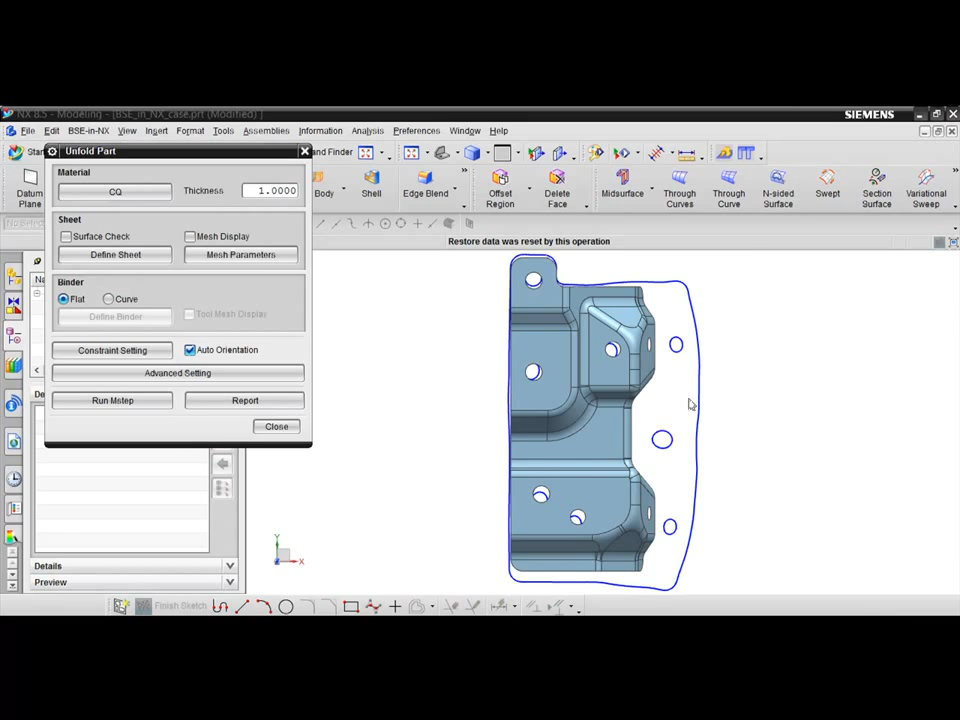 NX 8.5 - Modeling - [BSE_in_NX_case.prt (Modified) ]
SIEMENS
File Edit BSE-in-NX View Insert Format Tools Assemblies Information Analysis Preferences Window Help
Unfold Part
and Finder
Material
CQ
Thickness 1.0000
Datum Plane
Body
Shell
Edge Blend
Offset Region
Delete Face
Midsurface
Through Curves
Through Curve
N-sided Surface
Swept
Section Surface
Variational Sweep
Sheet
Surface Check
Mesh Display
Restore data was reset by this operation
Define Sheet
Mesh Parameters
Binder
Flat
Curve
Define Binder
Tool Mesh Display
Constraint Setting
Auto Orientation
Advanced Setting
Run Mstep
Report
Close
Y
X
Details
Preview
Finish Sketch